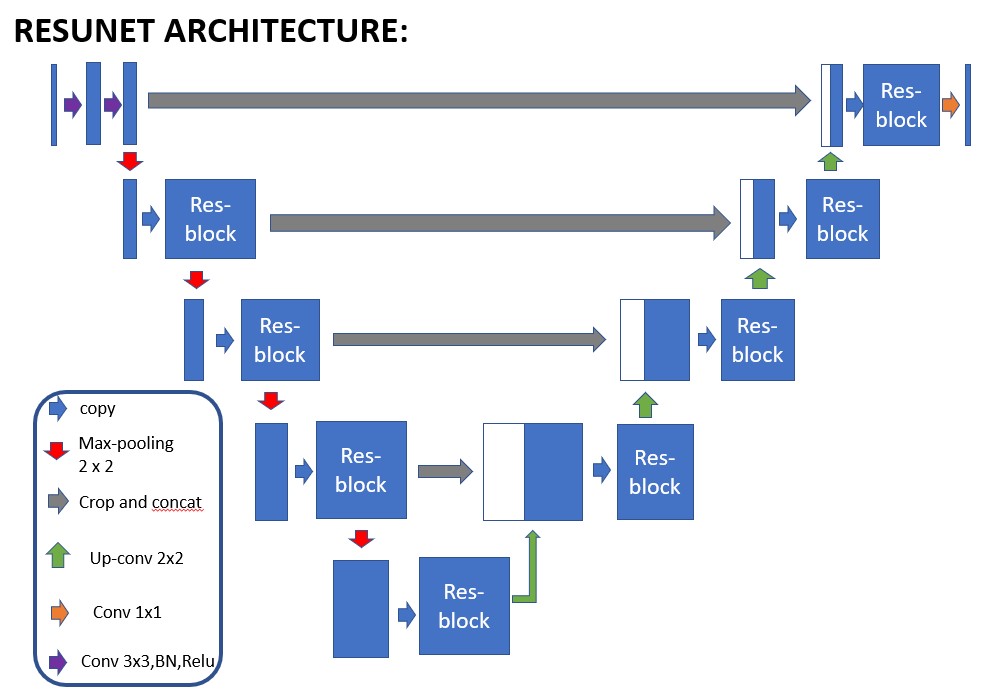 RESUNET ARCHITECTURE:
Res-
block
Res-
block
Res-
block
Res-
block
Res-
block
Res-
block
Res-
block
Res-
block
Res-
block
copy
Max-pooling
2 x 2
Crop and concat
Up-conv 2x2
Conv 1x1
Conv 3x3,BN,Relu